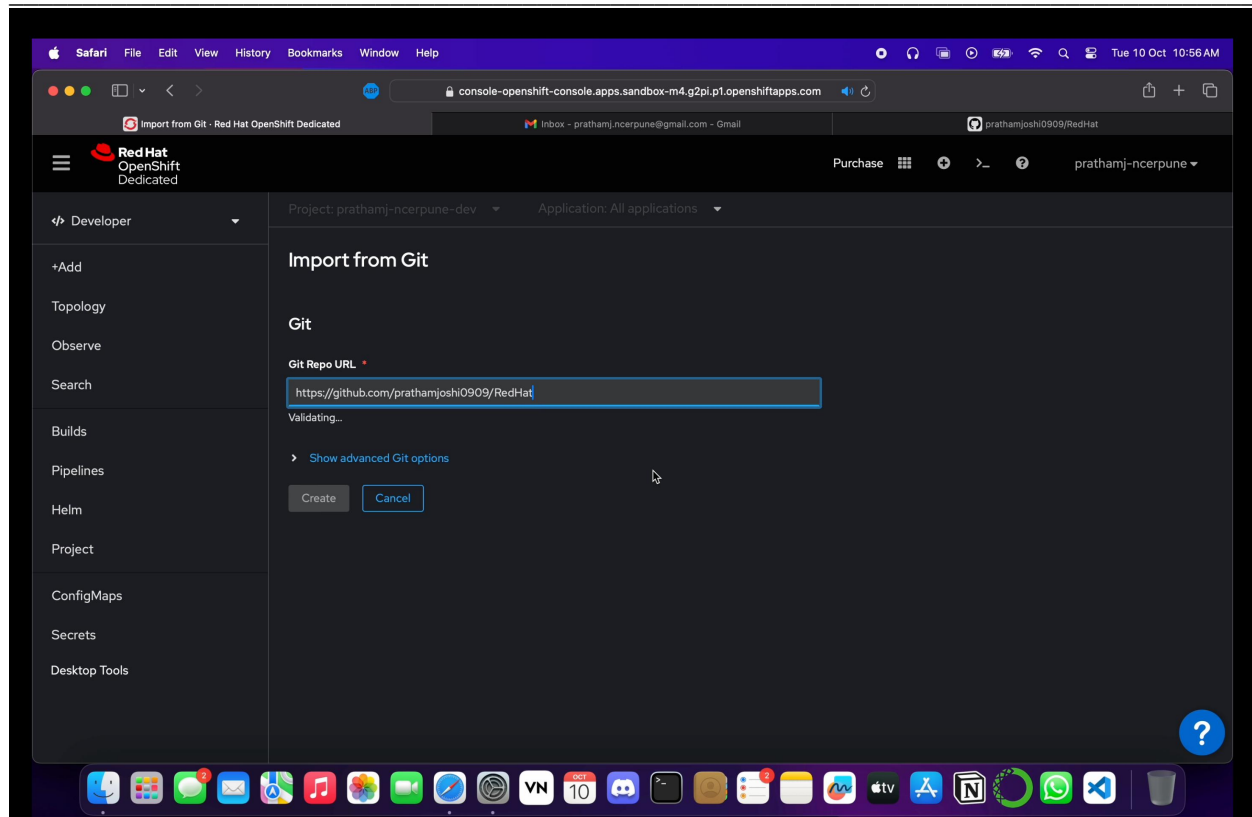 Safari File Edit View History Bookmarks Window Help Tue 10 Oct 10:56 AM
ABP console-openshift-console.apps.sandbox-m4.g2pi.p1.openshiftapps.com
Import from Git · Red Hat OpenShift Dedicated Inbox - prathamj.ncerpune@gmail.com - Gmail prathamjoshi0909/RedHat
Red Hat
OpenShift
Dedicated
Purchase prathamj-ncerpune
Developer
Project: prathamj-ncerpune-dev Application: All applications
+Add
Topology
Observe
Search
Builds
Pipelines
Helm
Project
ConfigMaps
Secrets
Desktop Tools
Import from Git
Git
Git Repo URL *
https://github.com/prathamjoshi0909/RedHat
Validating...
Show advanced Git options
Create Cancel
?
2 VN OCT 10 2 tv N